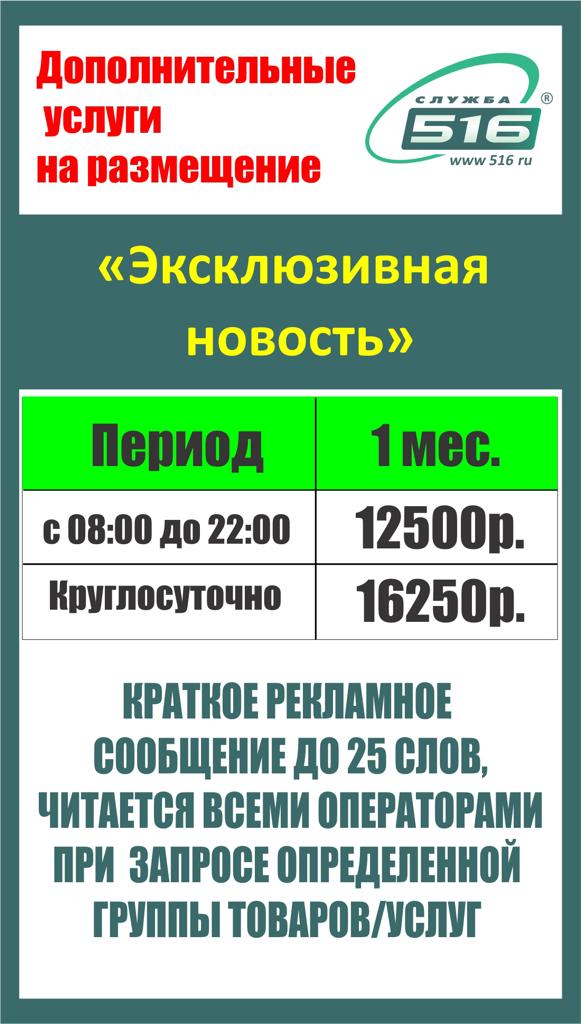 Дополнительные
услуги
на размещение
СЛУЖБА
516®
www 516 ru
«Эксклюзивная
новость»
Период 1 мес.
с 08:00 до 22:00 12500р.
Круглосуточно 16250р.
КРАТКОЕ РЕКЛАМНОЕ
СООБЩЕНИЕ ДО 25 СЛОВ,
ЧИТАЕТСЯ ВСЕМИ ОПЕРАТОРАМИ
ПРИ ЗАПРОСЕ ОПРЕДЕЛЕННОЙ
ГРУППЫ ТОВАРОВ/УСЛУГ